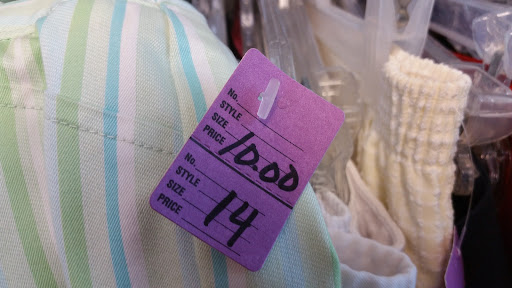 No.
STYLE
SIZE
PRICE 10.00
No.
STYLE
SIZE 14
PRICE